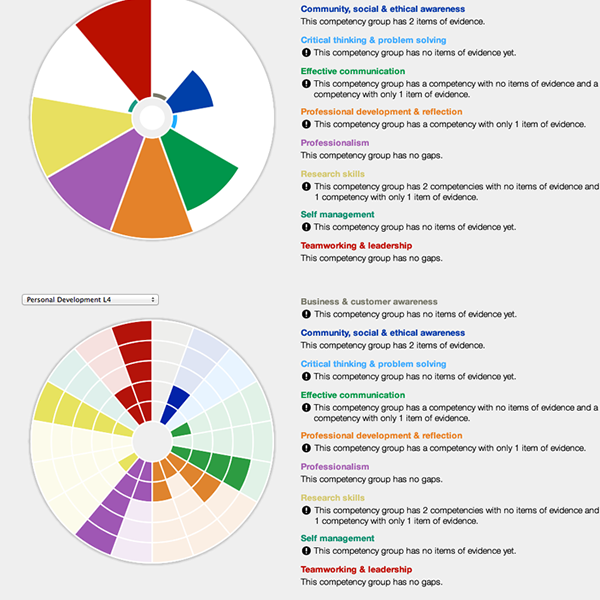 Community, social & ethical awareness
This competency group has 2 items of evidence.
Critical thinking & problem solving
This competency group has no items of evidence yet.
Effective communication
This competency group has a competency with no items of evidence and a
competency with only 1 item of evidence.
Professional development & reflection
This competency group has a competency with only 1 item of evidence.
Professionalism
This competency group has no gaps.
Research skills
This competency group has 2 competencies with no items of evidence and
1 competency with only 1 item of evidence.
Self management
This competency group has no items of evidence yet.
Teamworking & leadership
This competency group has no gaps.
Personal Development L4
Business & customer awareness
This competency group has no items of evidence yet.
Community, social & ethical awareness
This competency group has 2 items of evidence.
Critical thinking & problem solving
This competency group has no items of evidence yet.
Effective communication
This competency group has a competency with no items of evidence and a
competency with only 1 item of evidence.
Professional development & reflection
This competency group has a competency with only 1 item of evidence.
Professionalism
This competency group has no gaps.
Research skills
This competency group has 2 competencies with no items of evidence and
1 competency with only 1 item of evidence.
Self management
This competency group has no items of evidence yet.
Teamworking & leadership
This competency group has no gaps.